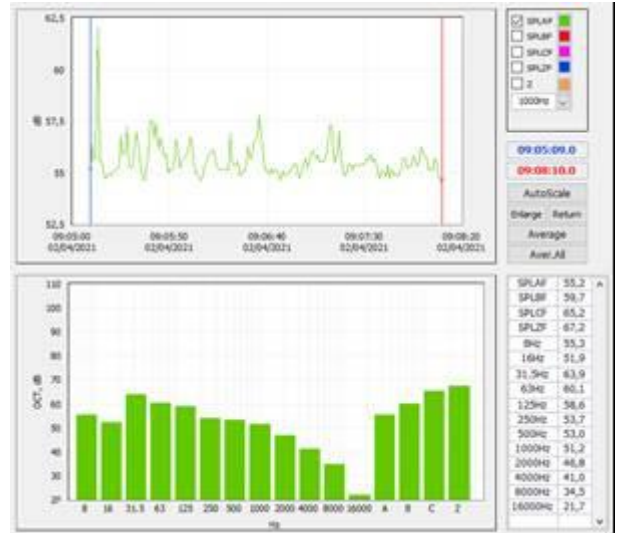 62,5
60
57,5
55
52,5
dB
09:05:00 09:05:50 09:06:40 09:07:30 09:08:20
02/04/2021 02/04/2021 02/04/2021 02/04/2021 02/04/2021
SPLAF
SPLBF
SPLCF
SPLZF
Z
1000Hz
09:05:09.0
09:08:10.0
AutoScale
Enlarge Return
Average
Aver.All
110
100
90
80
70
60
50
40
30
OCT, dB
8 16 31.5 63 125 250 500 1000 2000 4000 8000 16000 A B C Z
Hz
SPLAF 55,2
SPLBF 59,7
SPLCF 65,2
SPLZF 67,2
8Hz 55,3
16Hz 51,9
31.5Hz 63,9
63Hz 60,1
125Hz 58,6
250Hz 53,7
500Hz 53,0
1000Hz 51,2
2000Hz 46,8
4000Hz 41,0
8000Hz 34,5
16000Hz 21,7